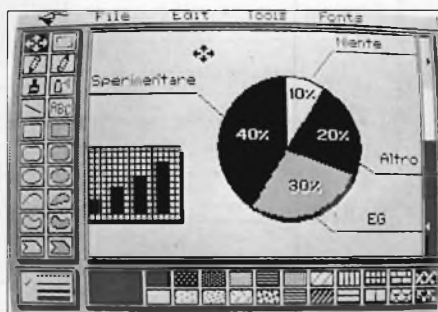 File Edit Tools Fonts
Niente
Sperimentare
10%
40% 20%
Altro
30%
EG
Abc